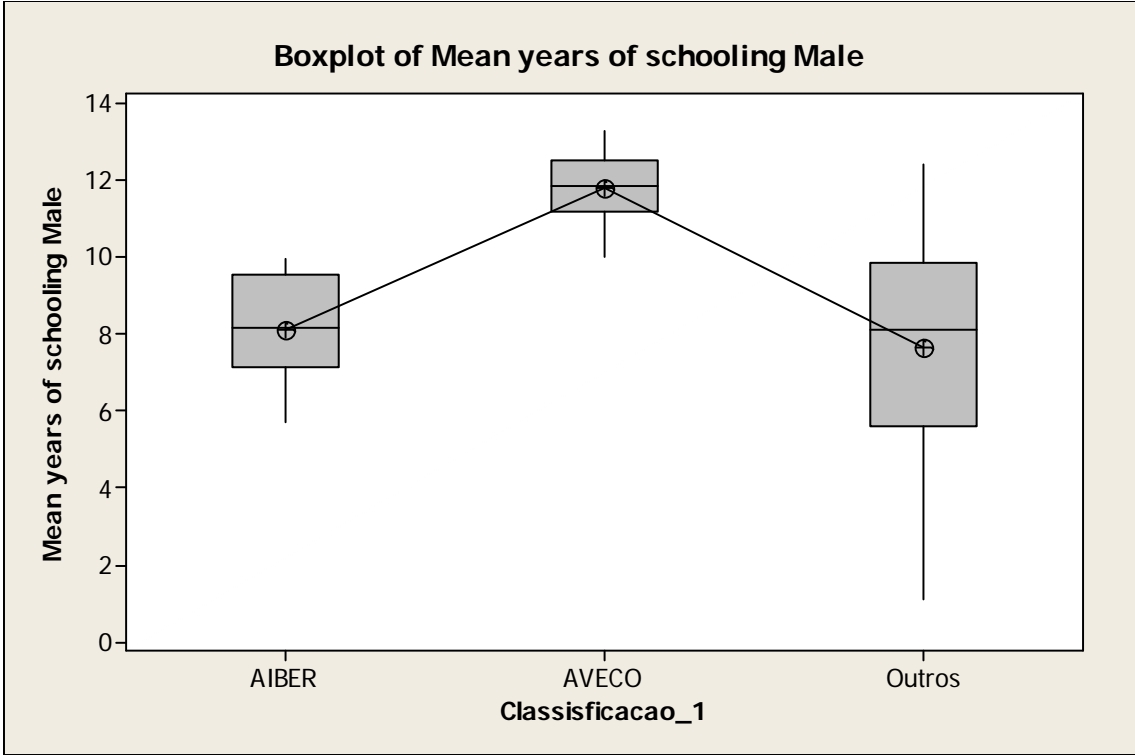 Boxplot of Mean years of schooling Male
Mean years of schooling Male
14
12
10
8
6
4
2
0
AIBER AVECO Outros
Classisficacao_1